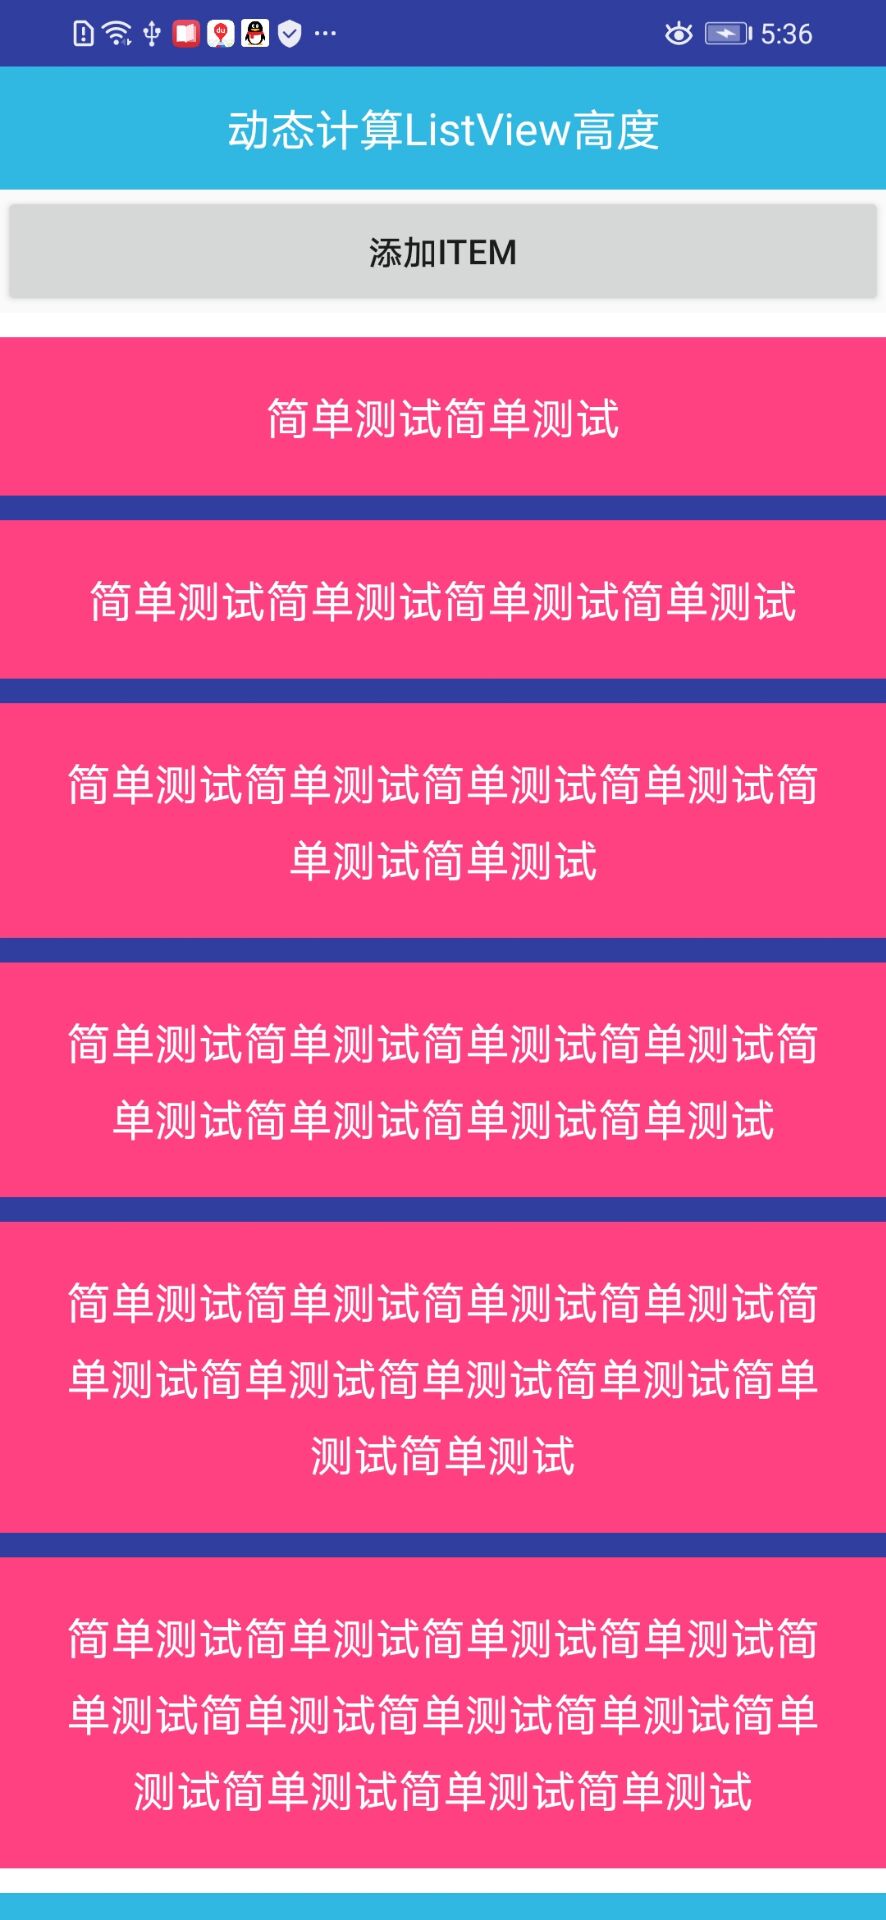 du
5:36
动态计算ListView高度
添加ITEM
简单测试简单测试
简单测试简单测试简单测试简单测试
简单测试简单测试简单测试简单测试简
单测试简单测试
简单测试简单测试简单测试简单测试简
单测试简单测试简单测试简单测试
简单测试简单测试简单测试简单测试简
单测试简单测试简单测试简单测试简单
测试简单测试
简单测试简单测试简单测试简单测试简
单测试简单测试简单测试简单测试简单
测试简单测试简单测试简单测试